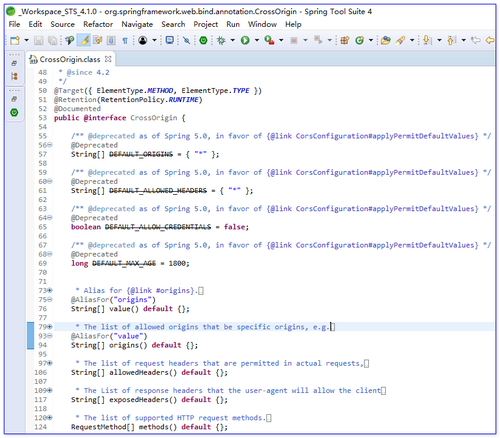 _Workspace_STS_4.1.0 - org.springframework.web.bind.annotation.CrossOrigin - Spring Tool Suite 4
File Source Refactor Navigate Search Project Run Window Help
CrossOrigin.class
48 * @since 4.2
49 */
50 @Target({ ElementType.METHOD, ElementType.TYPE })
51 @Retention(RetentionPolicy.RUNTIME)
52 @Documented
53 public @interface CrossOrigin {
54
55 /** @deprecated as of Spring 5.0, in favor of {@link CorsConfiguration#applyPermitDefaultValues} */
56 @Deprecated
57 String[] DEFAULT_ORIGINS = { "*" };
58
59 /** @deprecated as of Spring 5.0, in favor of {@link CorsConfiguration#applyPermitDefaultValues} */
60 @Deprecated
61 String[] DEFAULT_ALLOWED_HEADERS = { "*" };
62
63 /** @deprecated as of Spring 5.0, in favor of {@link CorsConfiguration#applyPermitDefaultValues} */
64 @Deprecated
65 boolean DEFAULT_ALLOW_CREDENTIALS = false;
66
67 /** @deprecated as of Spring 5.0, in favor of {@link CorsConfiguration#applyPermitDefaultValues} */
68 @Deprecated
69 long DEFAULT_MAX_AGE = 1800;
70
71
73 * Alias for {@link #origins}.
75 @AliasFor("origins")
76 String[] value() default {};
77
79 * The list of allowed origins that be specific origins, e.g.
93 @AliasFor("value")
94 String[] origins() default {};
95
97 * The list of request headers that are permitted in actual requests,
106 String[] allowedHeaders() default {};
107
109 * The List of response headers that the user-agent will allow the client
118 String[] exposedHeaders() default {};
119
120 * The list of supported HTTP request methods.
124 RequestMethod[] methods() default {};